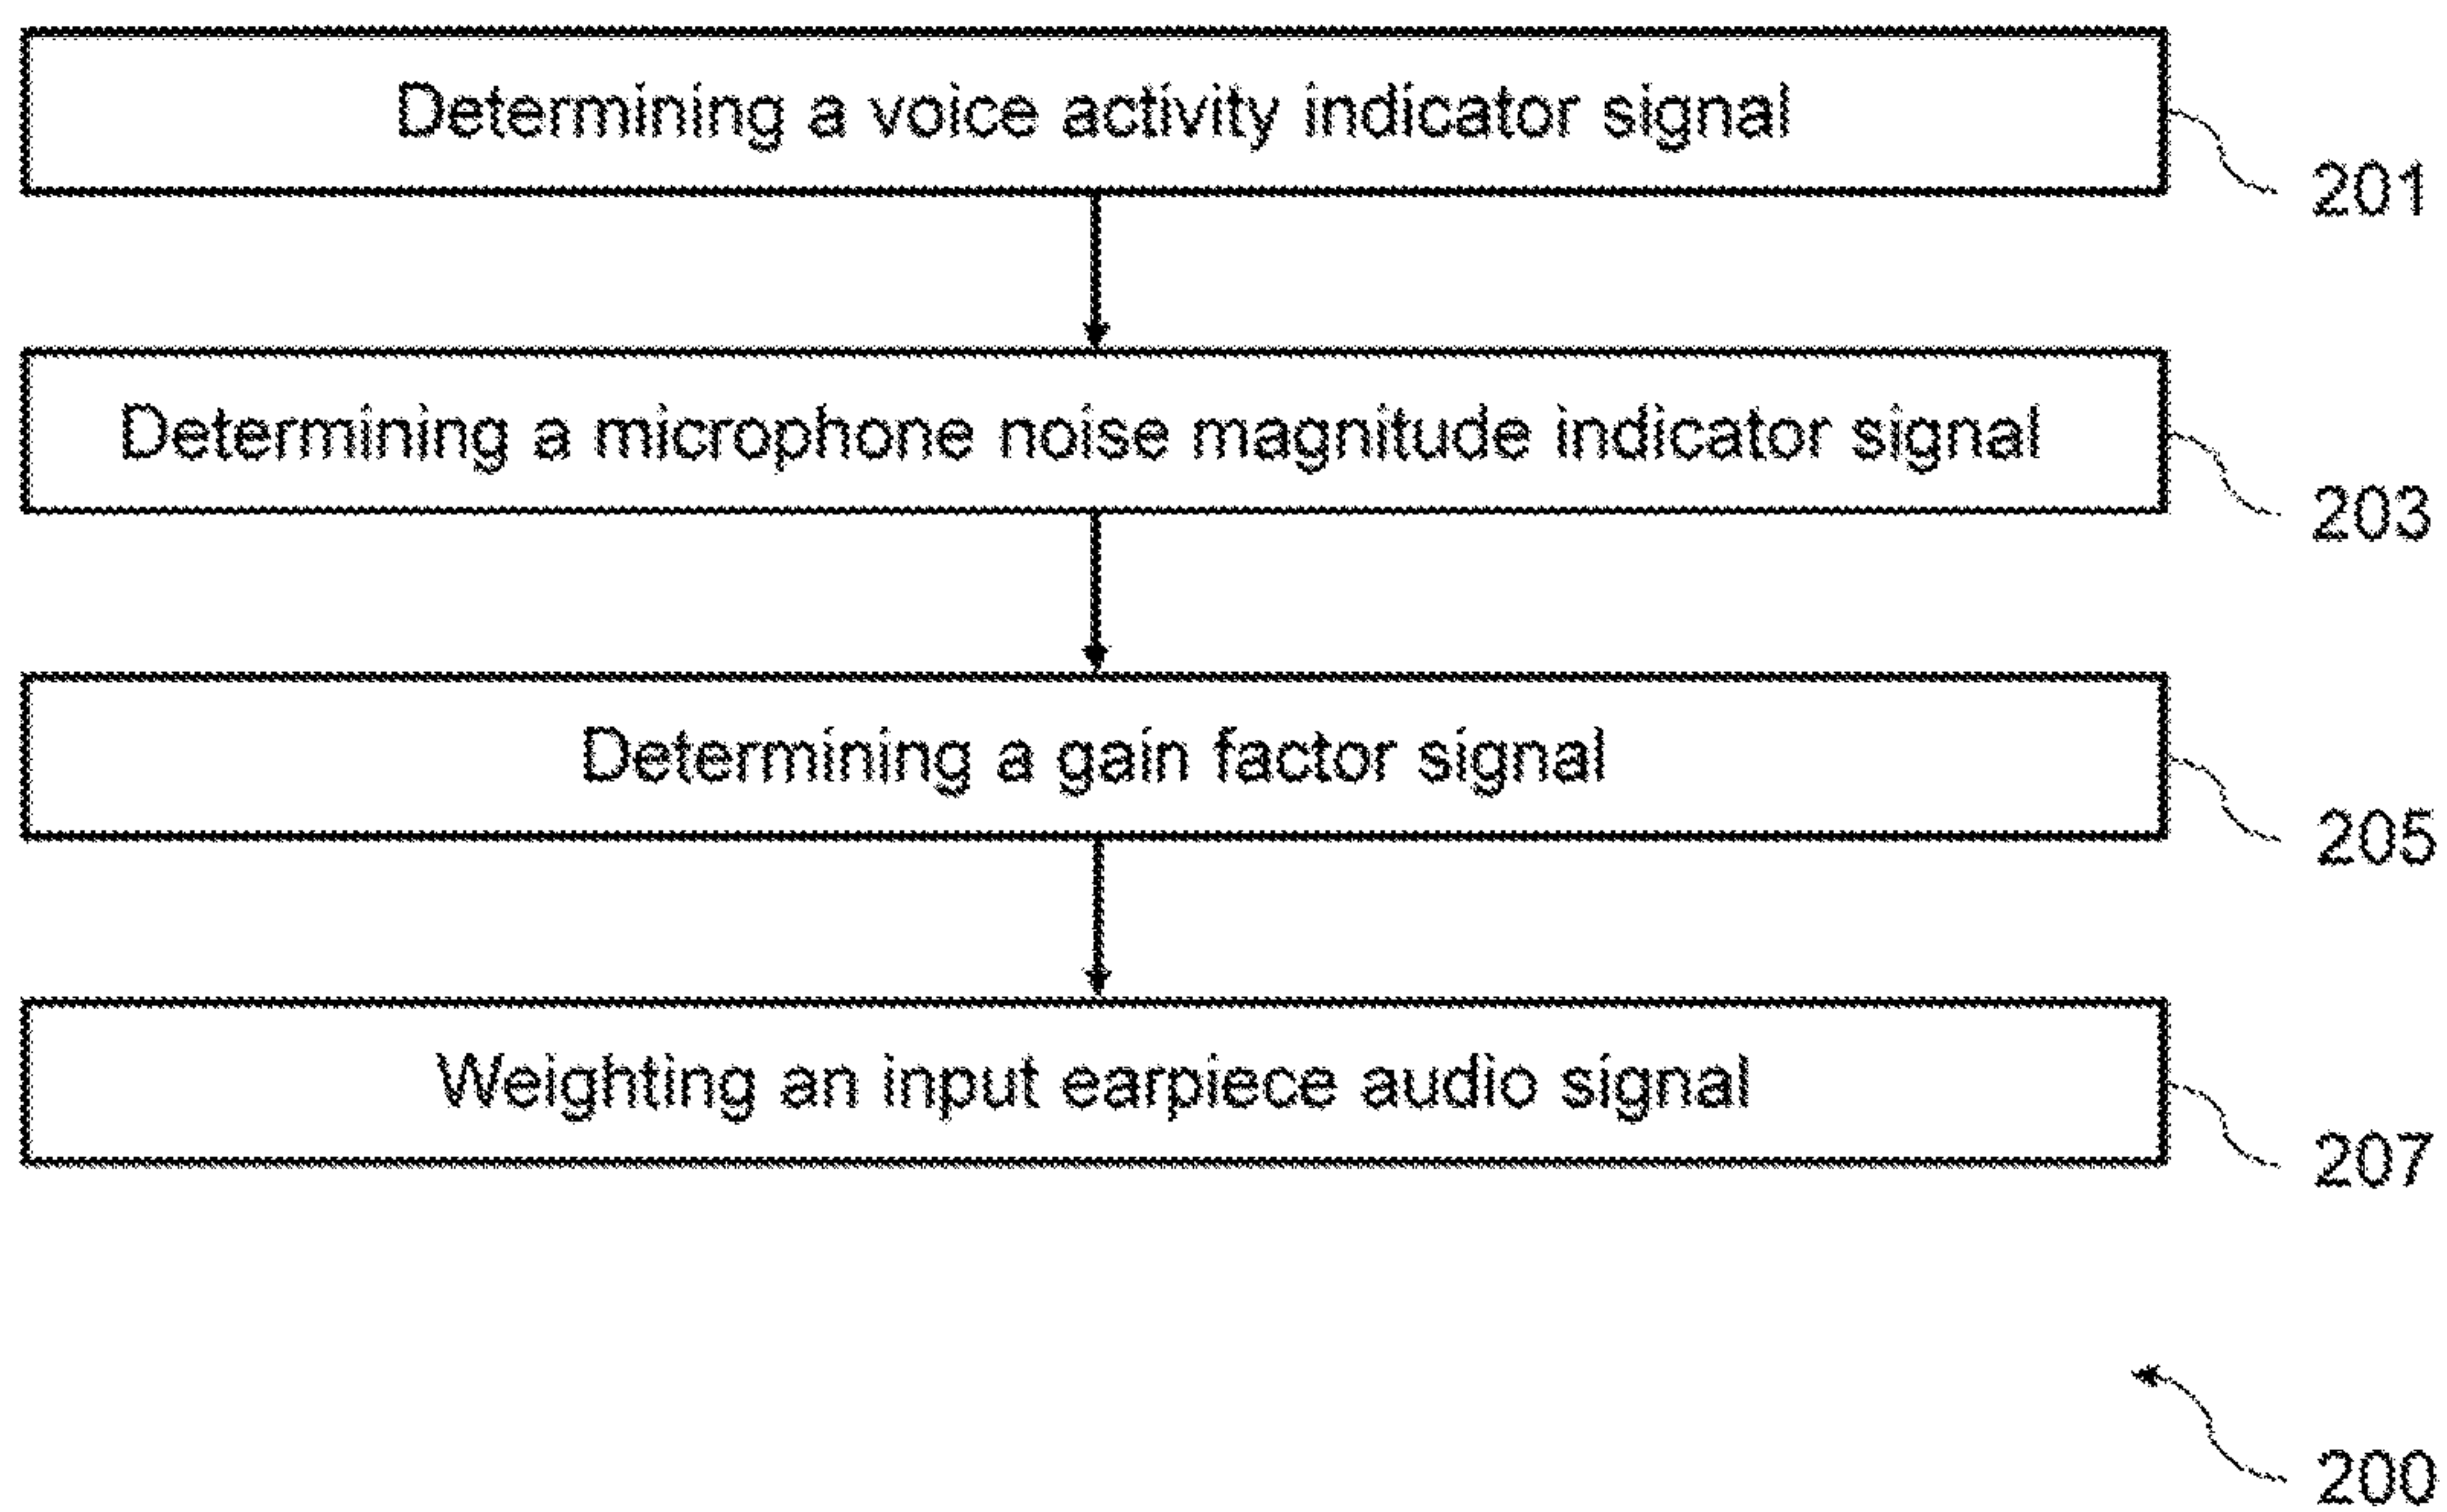 Determining a voice activity indicator signal
201
Determining a microphone noise magnitude indicator signal
203
Determining a gain factor signal
205
Weighting an input earpiece audio signal
207
200